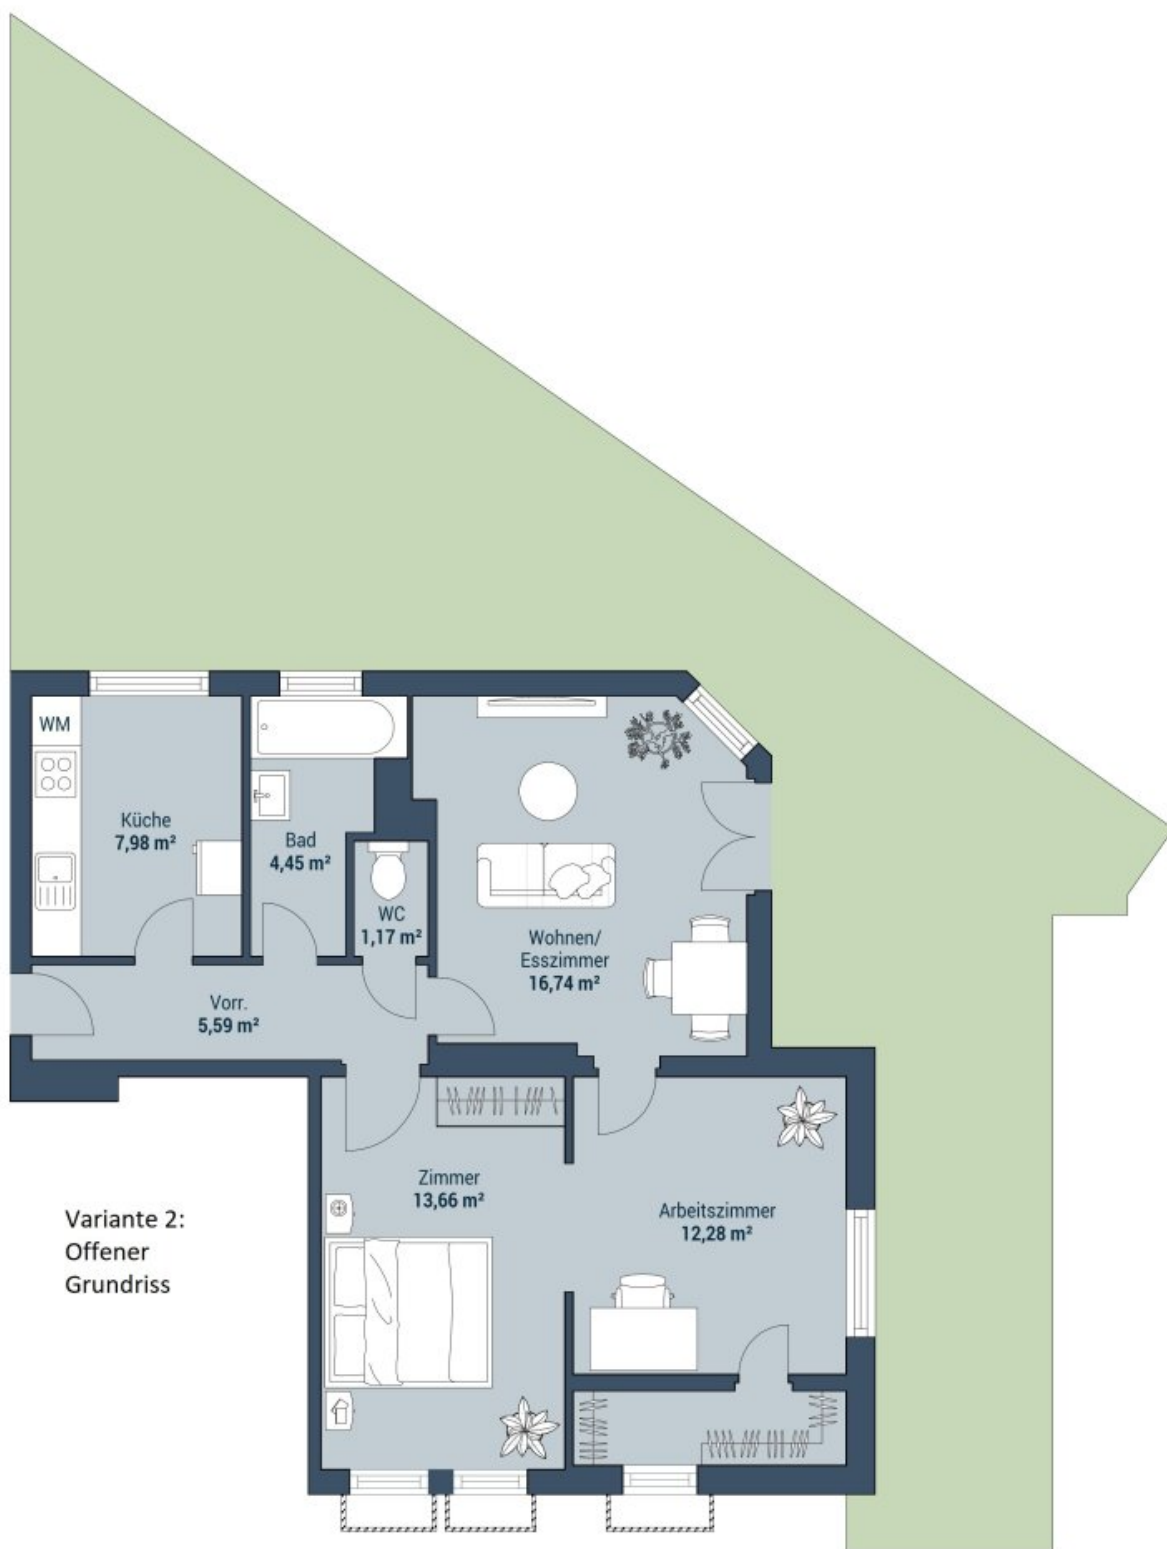 WM
Küche
7,98 m²
Bad
4,45 m²
WC
1,17 m²
Wohnen/
Esszimmer
16,74 m²
Vorr.
5,59 m²
Zimmer
13,66 m²
Arbeitszimmer
12,28 m²
Variante 2:
Offener
Grundriss